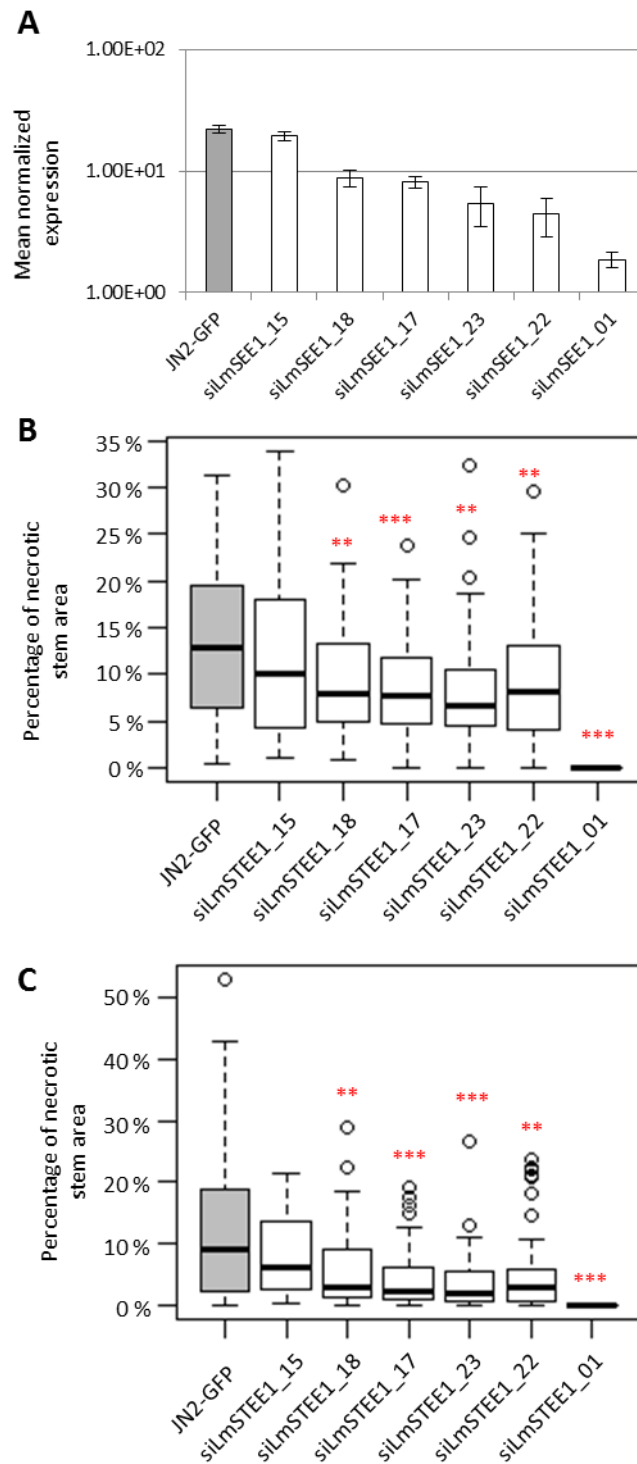 A
1.00E+02
1.00E+01
1.00E+00
Mean normalized
expression
JN2-GFP
siLmSEE1_15
siLmSEE1_18
siLmSEE1_17
siLmSEE1_23
siLmSEE1_22
siLmSEE1_01
B
35 %
30 %
25 %
20 %
15 %
10 %
5 %
0 %
Percentage of necrotic
stem area
**
***
**
**
***
JN2-GFP
siLmSTEE1_15
siLmSTEE1_18
siLmSTEE1_17
siLmSTEE1_23
siLmSTEE1_22
siLmSTEE1_01
C
50 %
40 %
30 %
20 %
10 %
0 %
Percentage of necrotic
stem area
**
***
***
**
***
JN2-GFP
siLmSTEE1_15
siLmSTEE1_18
siLmSTEE1_17
siLmSTEE1_23
siLmSTEE1_22
siLmSTEE1_01